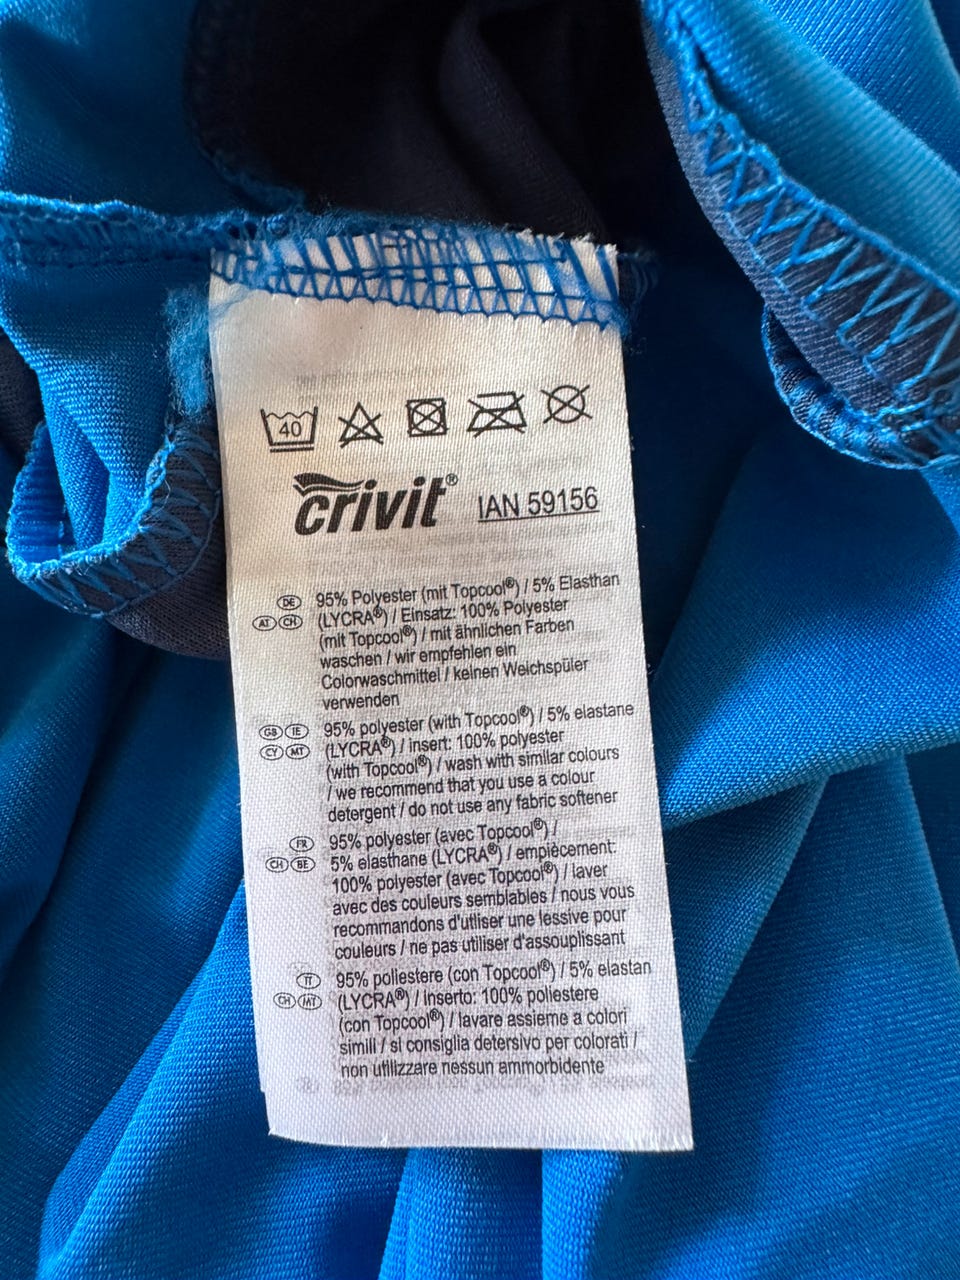 40
crivit® IAN 59156
DE 95% Polyester (mit Topcool®) / 5% Elasthan
AT CH (LYCRA®) / Einsatz: 100% Polyester
(mit Topcool®) / mit ähnlichen Farben
waschen / wir empfehlen ein
Colorwaschmittel / keinen Weichspüler
verwenden
GB IE 95% polyester (with Topcool®) / 5% elastane
CY MT (LYCRA®) / insert: 100% polyester
(with Topcool®) / wash with similar colours
/ we recommend that you use a colour
detergent / do not use any fabric softener
FR 95% polyester (avec Topcool®) /
CH BE 5% elasthane (LYCRA®) / empiècement:
100% polyester (avec Topcool®) / laver
avec des couleurs semblables / nous vous
recommandons d'utliser une lessive pour
couleurs / ne pas utiliser d'assouplissant
IT 95% poliestere (con Topcool®) / 5% elastan
CH MT (LYCRA®) / inserto: 100% poliestere
(con Topcool®) / lavare assieme a colori
simili / si consiglia detersivo per colorati /
non utilizzare nessun ammorbidente